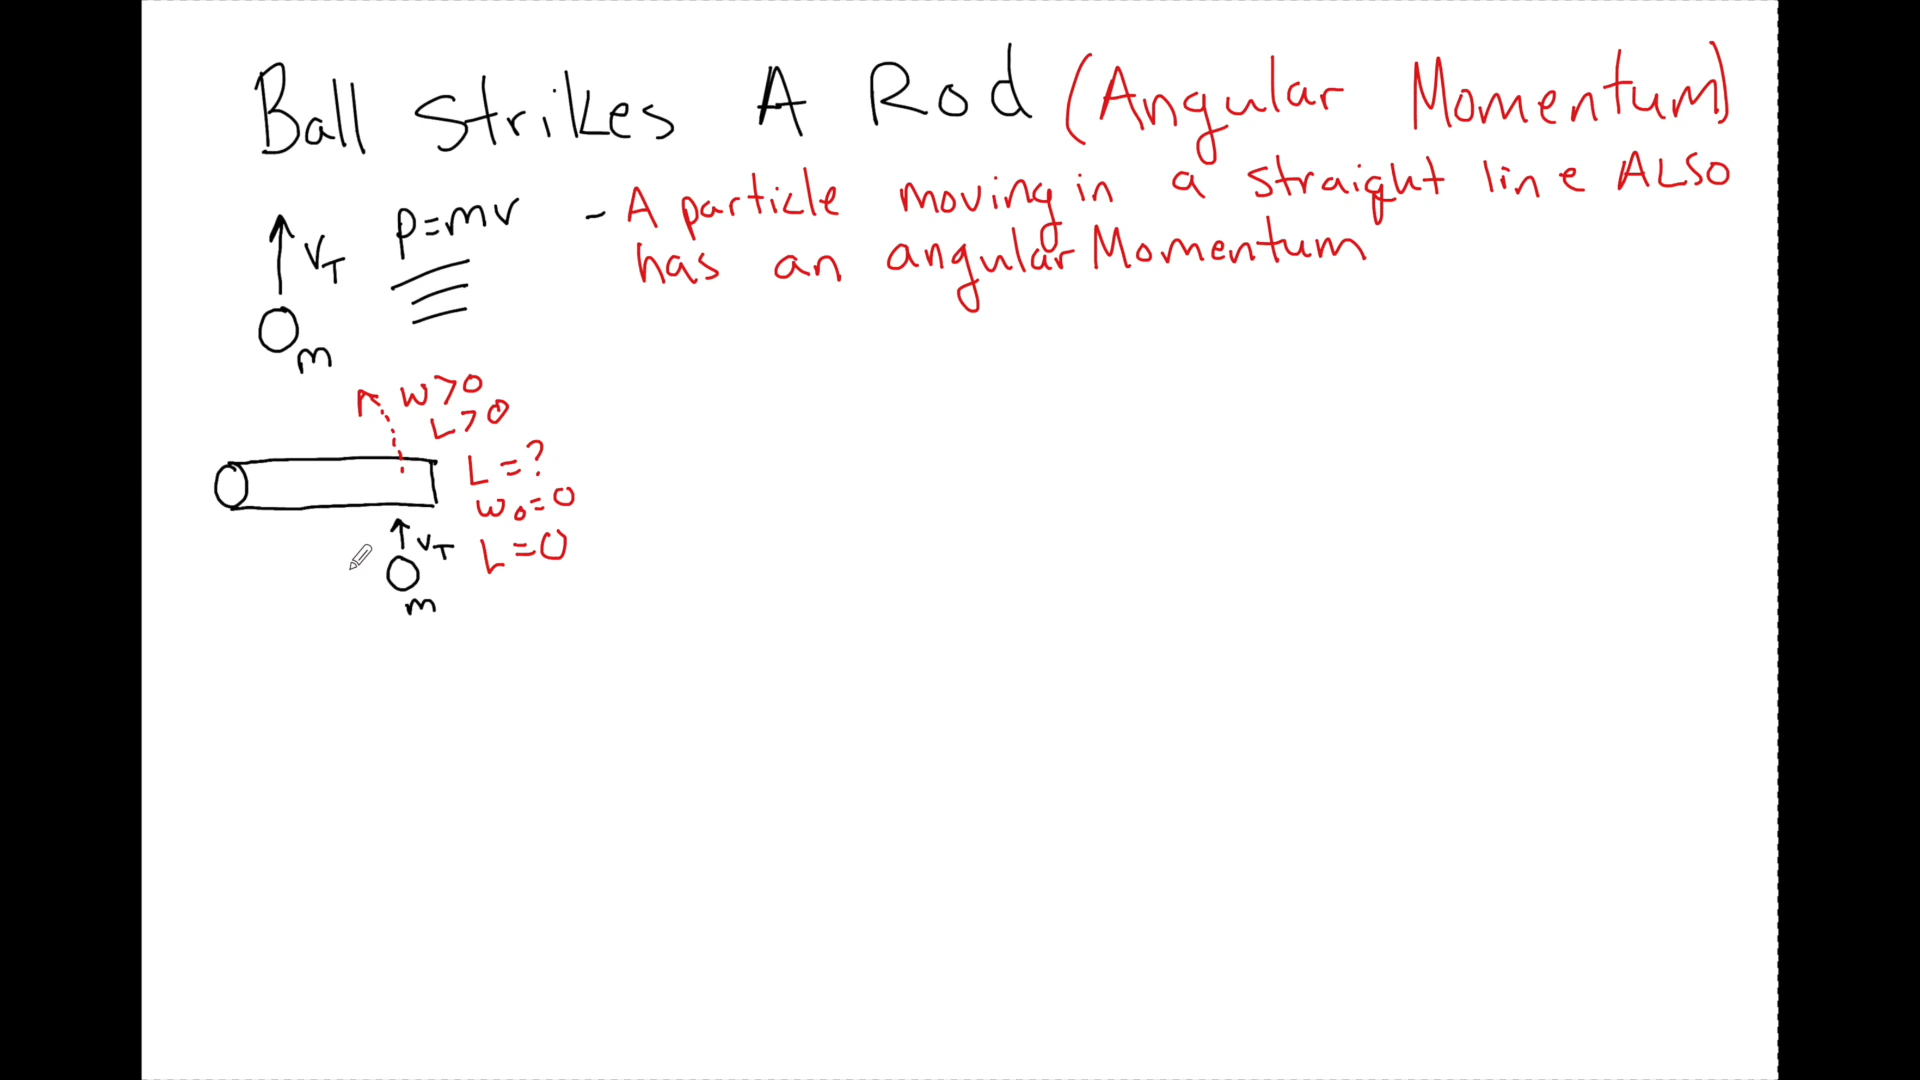 Ball Strikes A Rod (Angular Momentum)
p=mv - A particle moving in a straight line ALSO
has an angular Momentum
V_T
m
w>0
L>0
L=?
w_0=0
V_T L=0
m